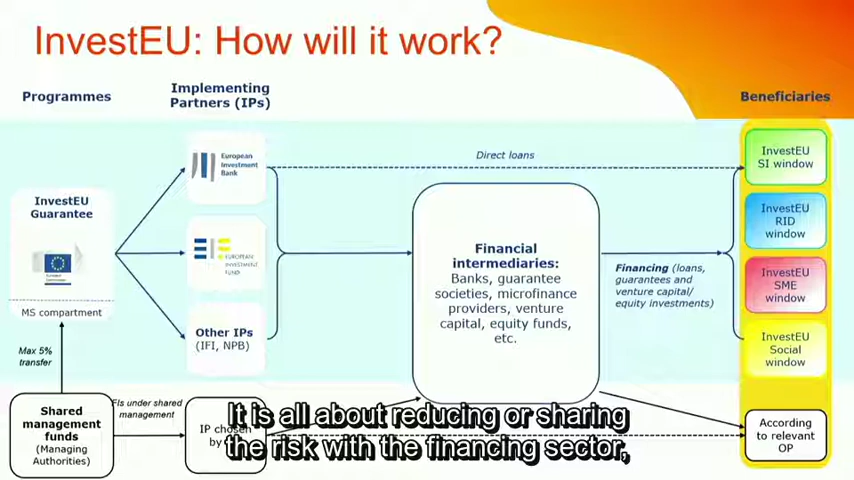 InvestEU: How will it work?
Programmes
Implementing
Partners (IPs)
Beneficiaries
InvestEU
Guarantee
European
Commission
MS compartment
Max 5%
transfer
Shared
management
funds
(Managing
Authorities)
FIs under shared
management
European
Investment
Bank
EIF
EUROPEAN
INVESTMENT
FUND
Other IPs
(IFI, NPB)
IP chosen
by
Direct loans
Financial
intermediaries:
Banks, guarantee
societies, microfinance
providers, venture
capital, equity funds,
etc.
Financing (loans,
guarantees and
venture capital/
equity investments)
InvestEU
SI window
InvestEU
RID
window
InvestEU
SME
window
InvestEU
Social
window
According
to relevant
OP
It is all about reducing or sharing
the risk with the financing sector,